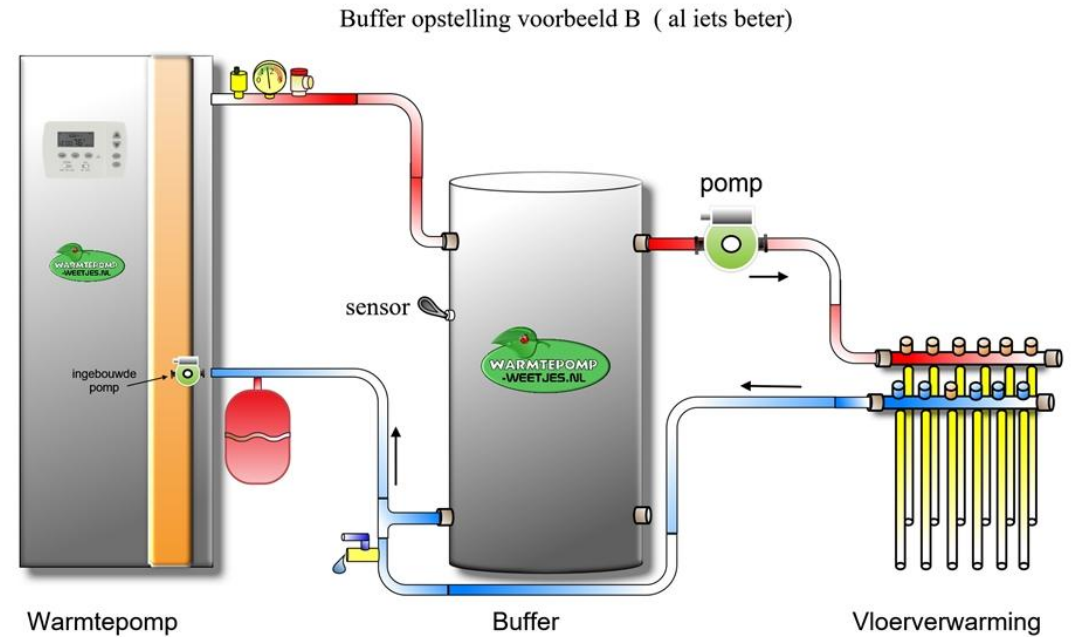 Buffer opstelling voorbeeld B ( al iets beter)
pomp
WARMTEPOMP
-WEETJES.NL
sensor
WARMTEPOMP
-WEETJES.NL
ingebouwde
pomp
Warmtepomp
Buffer
Vloerverwarming